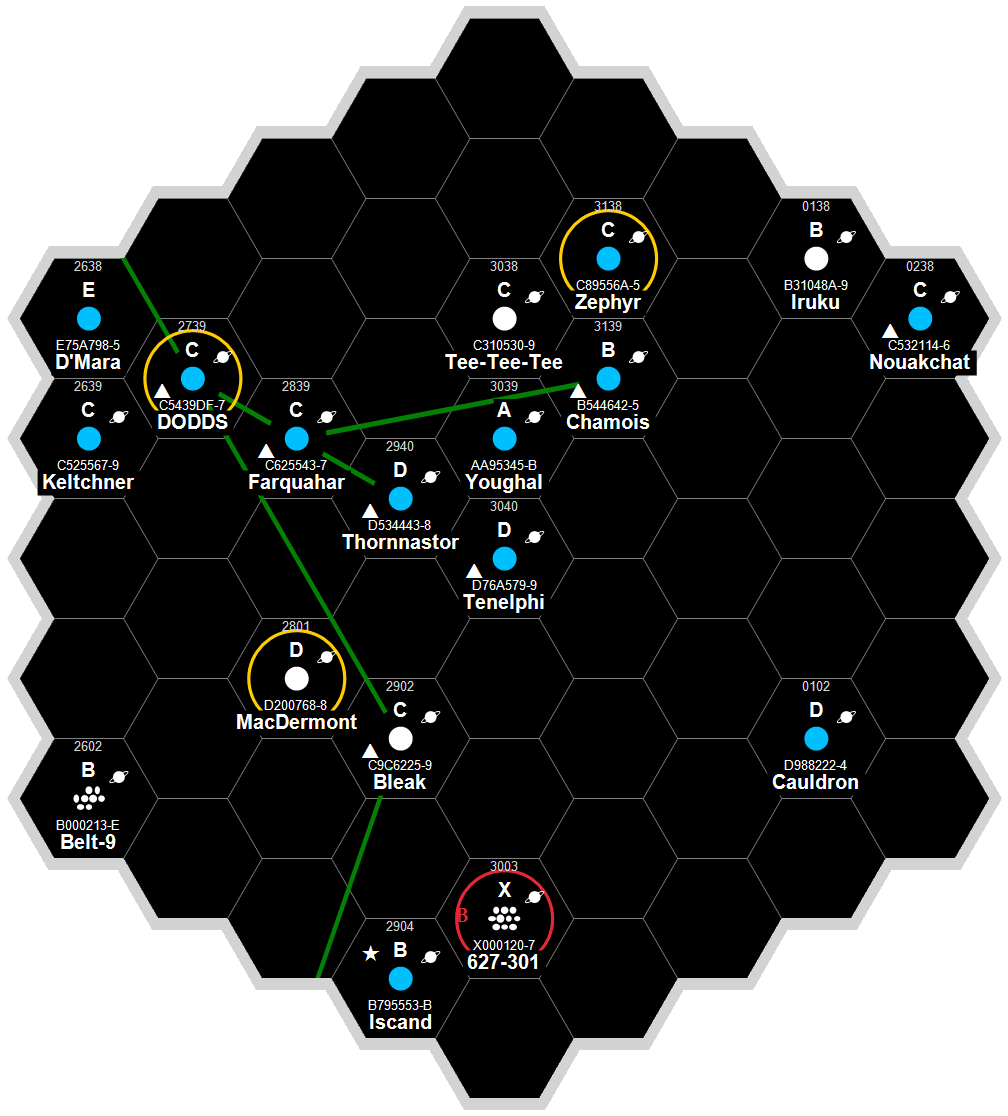 3138
C
C89556A-5
Zephyr
0138
B
B31048A-9
Iruku
2638
E
E75A798-5
D'Mara
3038
C
C310530-9
Tee-Tee-Tee
0238
C
C532114-6
Nouakchat
2739
C
C5439DF-7
DODDS
3139
B
B544642-5
Chamois
2639
C
C525567-9
Keltchner
2839
C
C625543-7
Farquahar
3039
A
AA95345-B
Youghal
2940
D
D534443-8
Thornnastor
3040
D
D76A579-9
Tenelphi
2801
D
D200768-8
MacDermont
2902
C
C9C6225-9
Bleak
0102
D
D988222-4
Cauldron
2602
B
B000213-E
Belt-9
3003
X
B
X000120-7
627-301
2904
B
B795553-B
Iscand